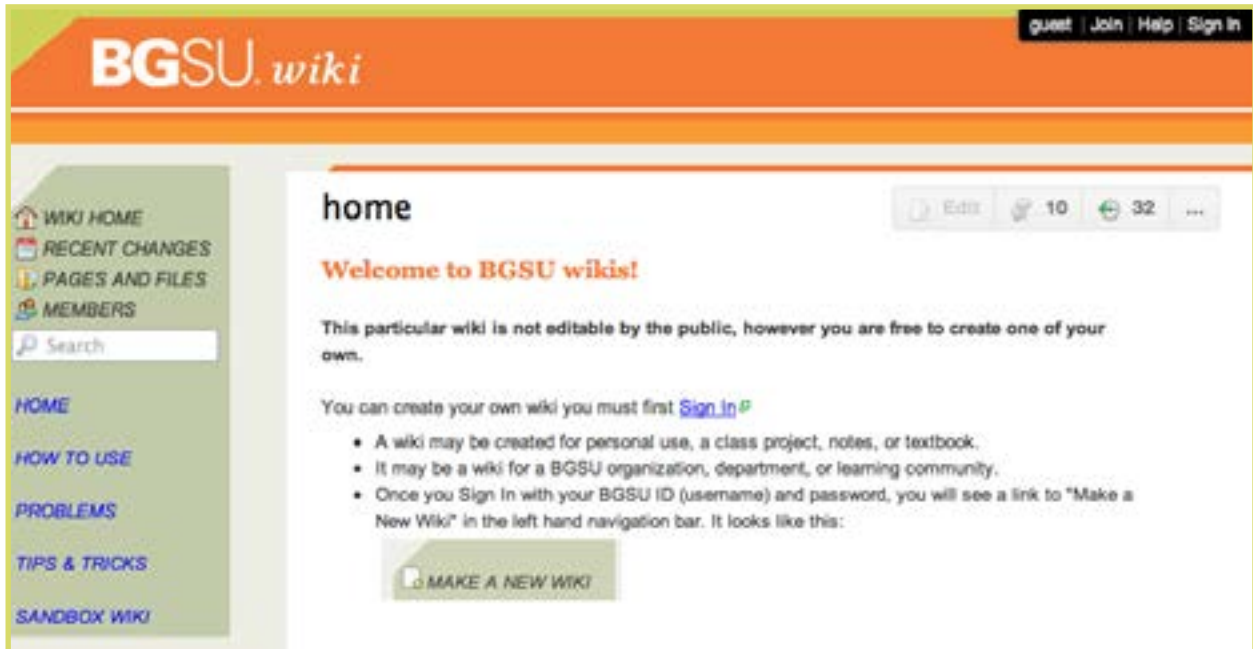 guest | Join | Help | Sign In
BGSU. wiki
WIKI HOME
RECENT CHANGES
PAGES AND FILES
MEMBERS
Search
HOME
HOW TO USE
PROBLEMS
TIPS & TRICKS
SANDBOX WIKI
home
Edit 10 32 ...
Welcome to BGSU wikis!
This particular wiki is not editable by the public, however you are free to create one of your
own.
You can create your own wiki you must first Sign In
• A wiki may be created for personal use, a class project, notes, or textbook.
• It may be a wiki for a BGSU organization, department, or learning community.
• Once you Sign In with your BGSU ID (username) and password, you will see a link to "Make a
New Wiki" in the left hand navigation bar. It looks like this:
MAKE A NEW WIKI